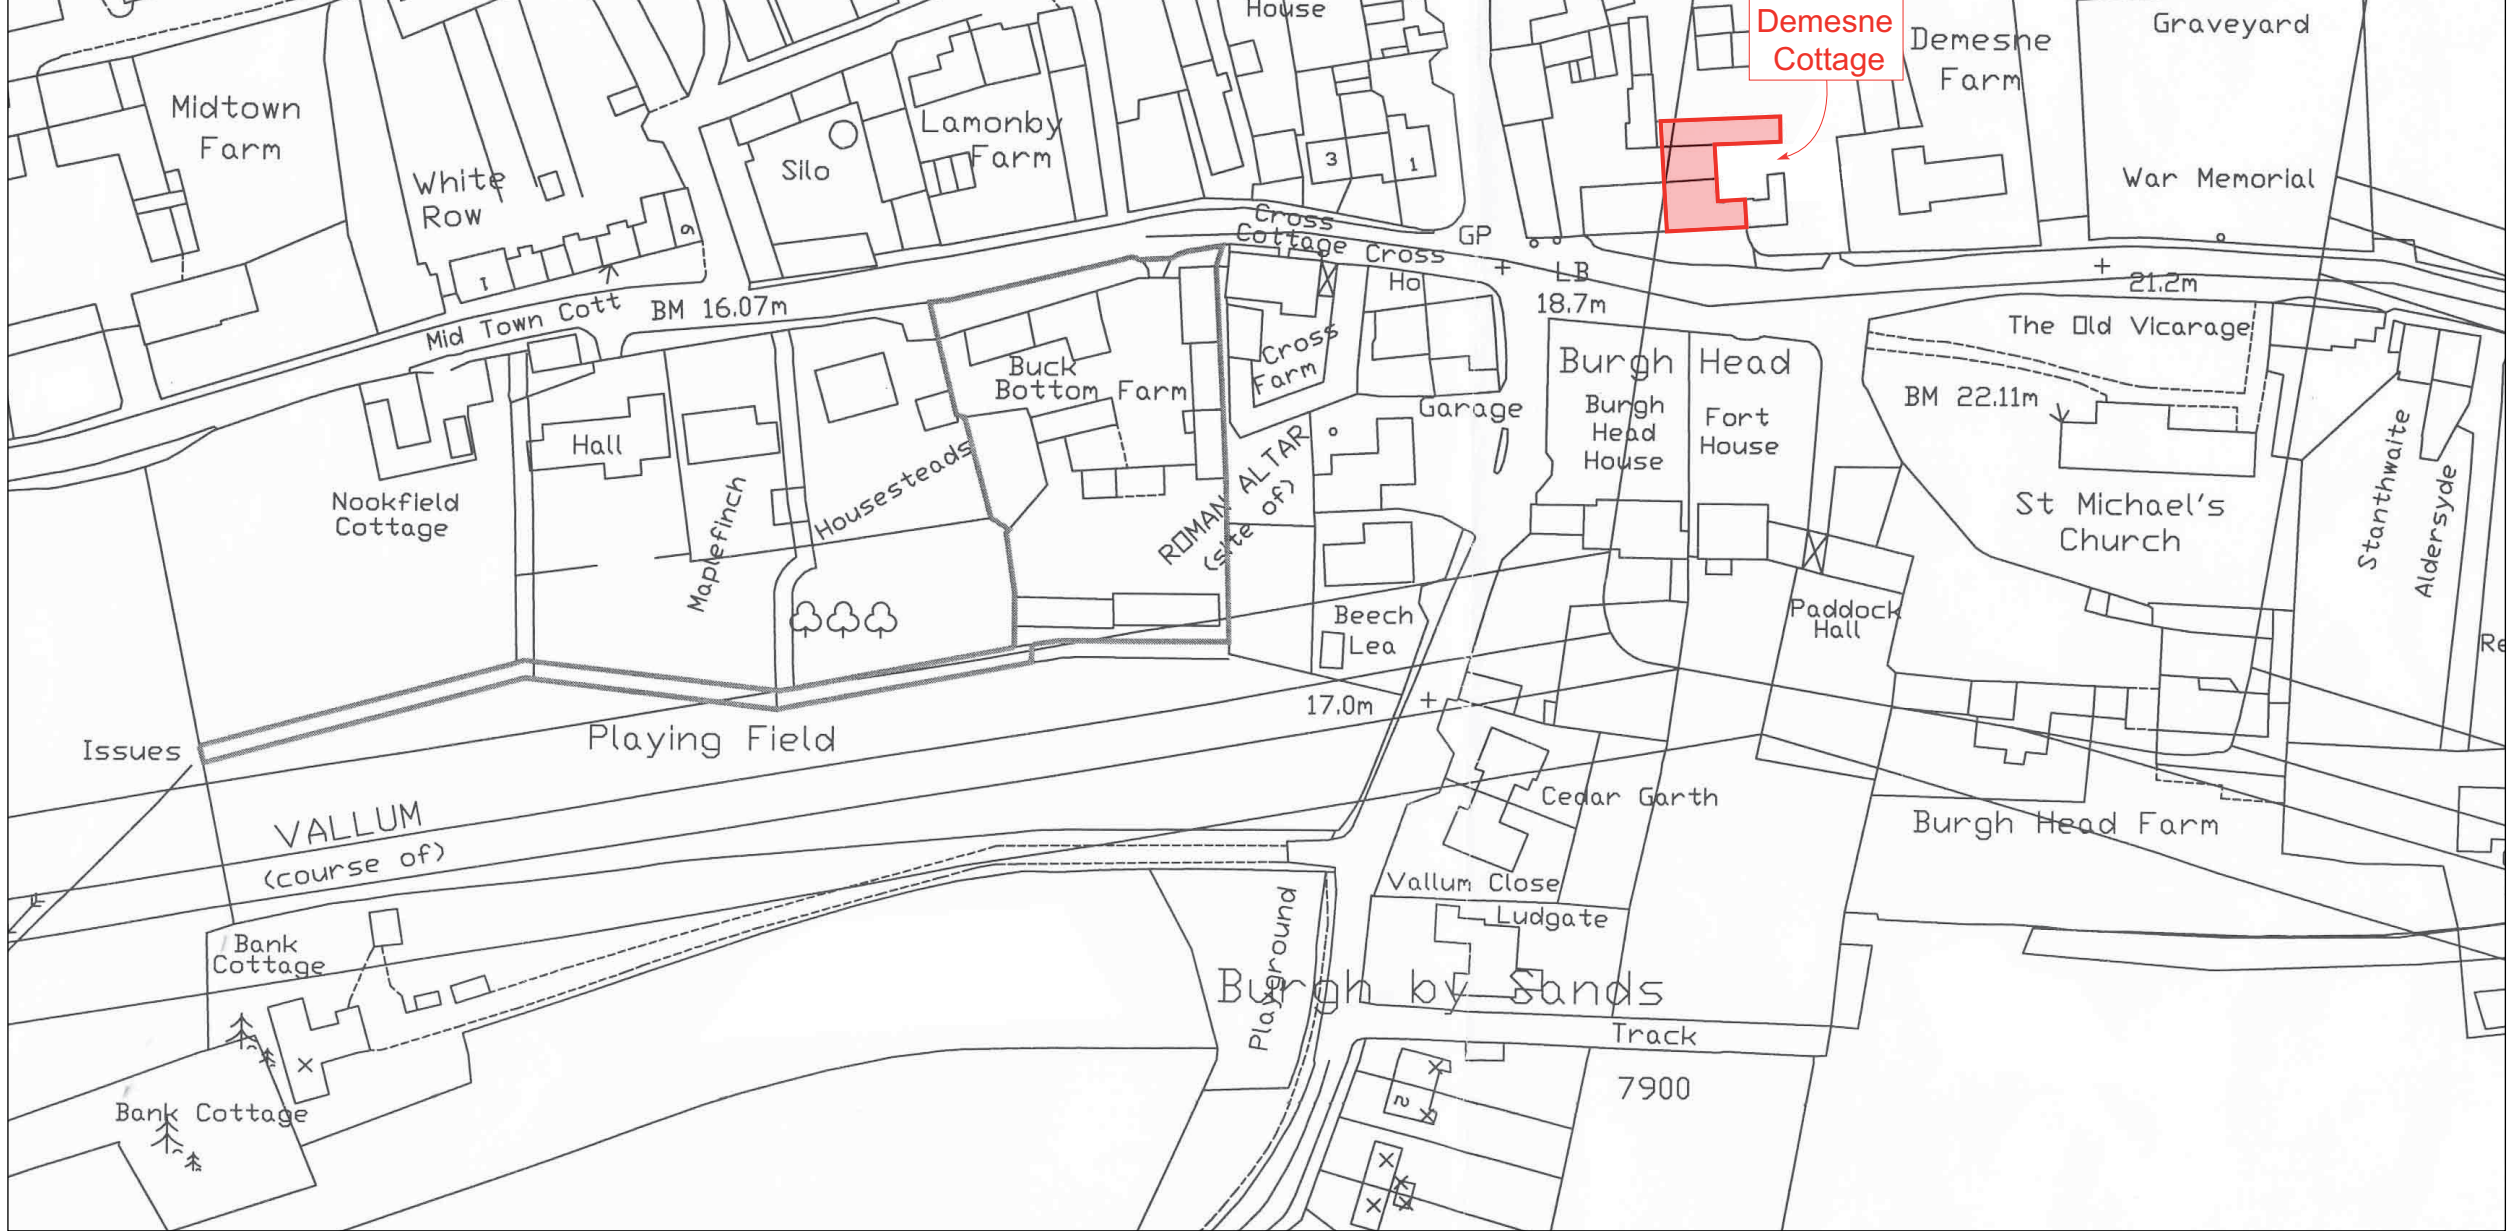 House
Demesne
Cottage
Demesne
Farm
Graveyard
Midtown
Farm
White
Row
Silo
Lamonby
Farm
3
1
War Memorial
1
9
Mid Town Cott
BM 16.07m
Cross
Cottage
Cross
Ho
GP
LB
18.7m
21.2m
Buck
Bottom Farm
Cross
Farm
Garage
Burgh Head
Burgh
Head
House
Fort
House
The Old Vicarage
BM 22.11m
Hall
Nookfield
Cottage
Maplefinch
Housesteads
ROMAN ALTAR
(site of)
St Michael's
Church
Stanthwaite
Aldersyde
Re
Beech
Lea
Paddock
Hall
17.0m
Issues
Playing Field
VALLUM
(course of)
Cedar Garth
Burgh Head Farm
Vallum Close
Ludgate
Bank
Cottage
Playground
Burgh by Sands
Track
7900
2
Bank Cottage